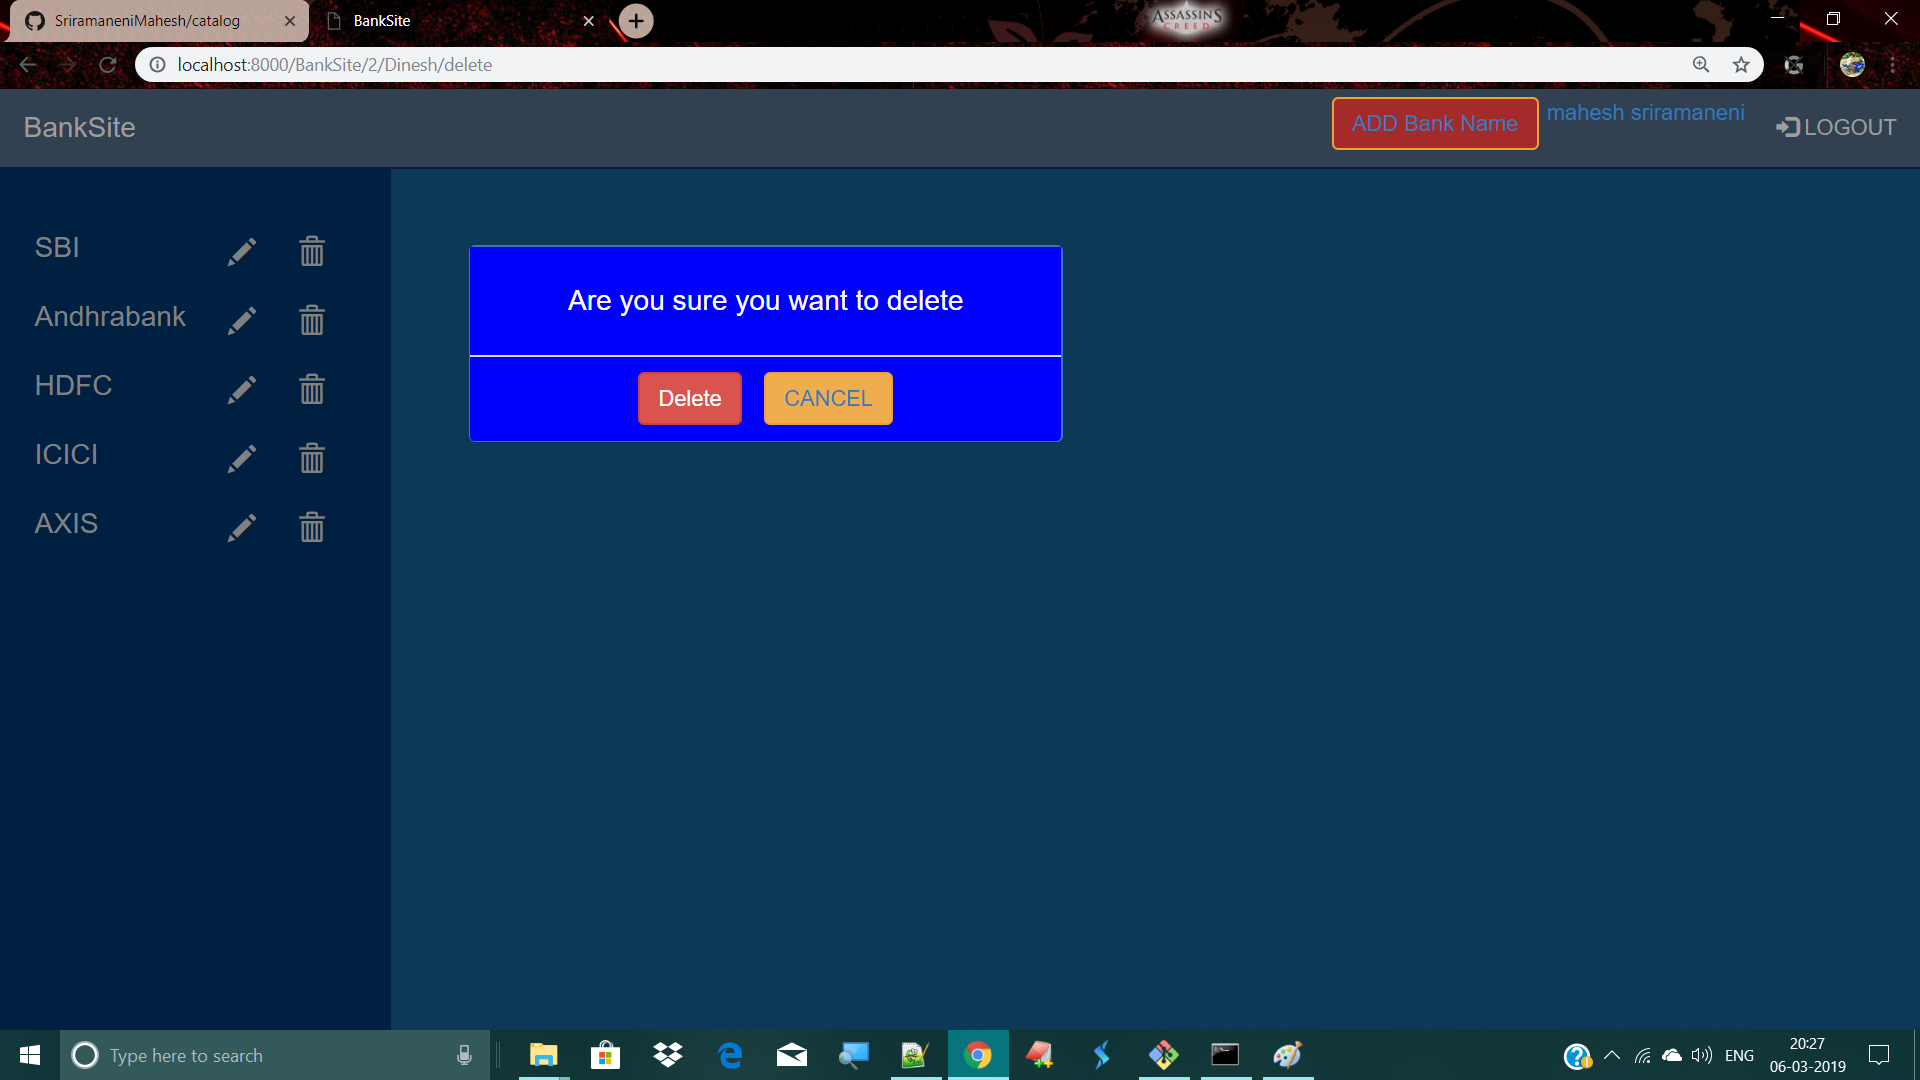 SriramaneniMahesh/catalog
BankSite
ASSASSIN'S
CREED
localhost:8000/BankSite/2/Dinesh/delete
BankSite
ADD Bank Name
mahesh sriramaneni
LOGOUT
SBI
Andhrabank
HDFC
ICICI
AXIS
Are you sure you want to delete
Delete
CANCEL
Type here to search
ENG
20:27
06-03-2019